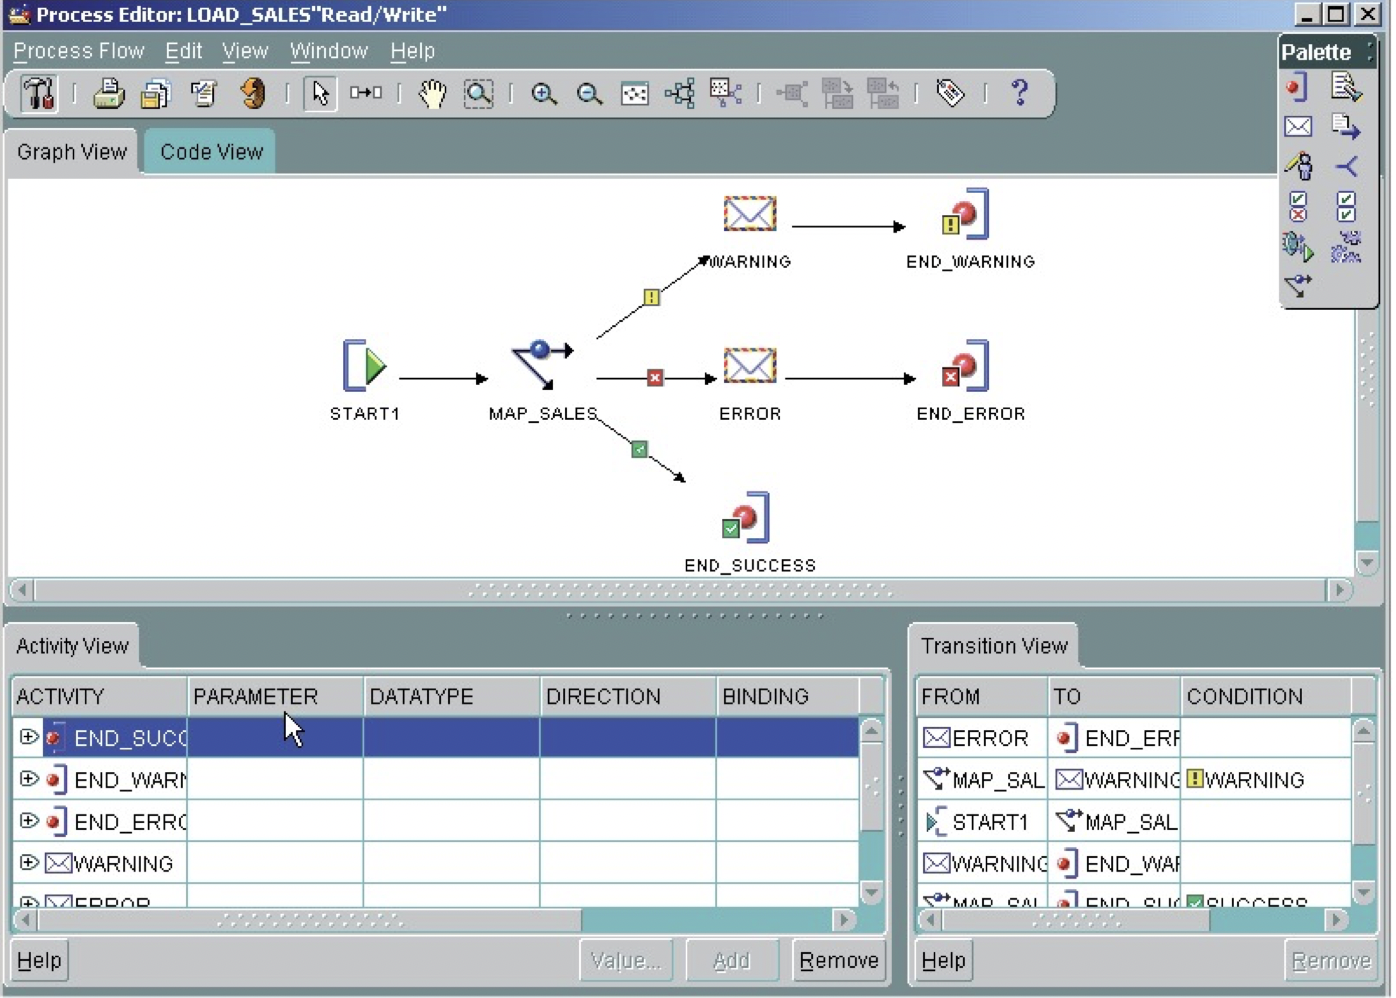 Process Editor: LOAD_SALES"Read/Write"
Process Flow Edit View Window Help
Palette
Graph View Code View
WARNING END_WARNING
START1 MAP_SALES ERROR END_ERROR
END_SUCCESS
Activity View
ACTIVITY PARAMETER DATATYPE DIRECTION BINDING
END_SUCC
END_WARN
END_ERRO
WARNING
ERROR
Help Value... Add Remove
Transition View
FROM TO CONDITION
ERROR END_ERR
MAP_SAL WARNING WARNING
START1 MAP_SAL
WARNING END_WAR
MAP_SAL END_SUC SUCCESS
Help Remove